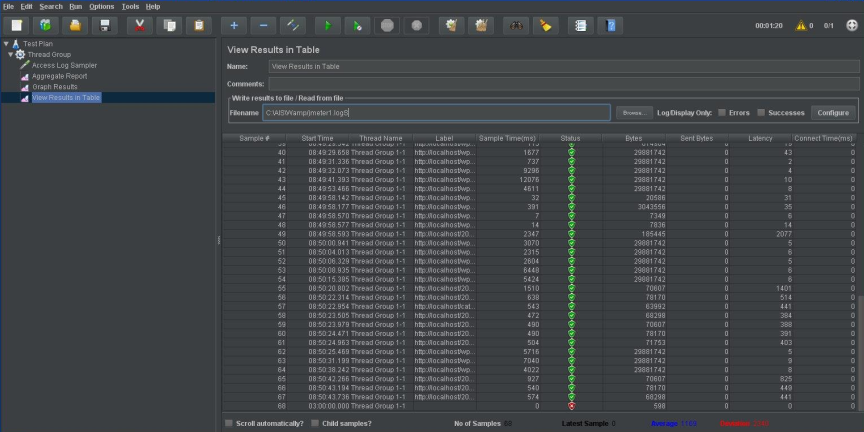 File Edit Search Run Options Tools Help
00:01:20 0 0/1
Test Plan
Thread Group
Access Log Sampler
Aggregate Report
Graph Results
View Results in Table
View Results in Table
Name: View Results in Table
Comments:
Write results to file / Read from file
Filename Browse... Log/Display Only: Errors Successes Configure
Sample # Start Time Thread Name Label Sample Time(ms) Status Bytes Sent Bytes Latency Connect Time(ms)
40 08:49:29.658 Thread Group 1-1 http://localhost/wp... 1677 29881742 0 43 0
41 08:49:31.336 Thread Group 1-1 http://localhost/wp... 737 29881742 0 2 0
42 08:49:32.073 Thread Group 1-1 http://localhost/wp... 9296 29881742 0 4 0
43 08:49:41.393 Thread Group 1-1 http://localhost/wp... 12076 29881742 0 10 0
44 08:49:53.466 Thread Group 1-1 http://localhost/wp... 4611 29881742 0 8 0
45 08:49:58.142 Thread Group 1-1 http://localhost/wp... 32 20586 0 31 0
46 08:49:58.177 Thread Group 1-1 http://localhost/wp... 391 3043556 0 35 0
47 08:49:58.570 Thread Group 1-1 http://localhost/wp... 7 7349 0 6 0
48 08:49:58.577 Thread Group 1-1 http://localhost/wp... 14 7836 0 14 0
49 08:49:58.593 Thread Group 1-1 http://localhost/20... 2347 185445 0 2077 0
50 08:50:00.941 Thread Group 1-1 http://localhost/wp... 3070 29881742 0 5 0
51 08:50:04.013 Thread Group 1-1 http://localhost/wp... 2315 29881742 0 6 0
52 08:50:06.329 Thread Group 1-1 http://localhost/wp... 2604 29881742 0 5 0
53 08:50:08.935 Thread Group 1-1 http://localhost/wp... 6448 29881742 0 6 0
54 08:50:15.385 Thread Group 1-1 http://localhost/wp... 5424 29881742 0 6 0
55 08:50:20.802 Thread Group 1-1 http://localhost/20... 1510 70607 0 1401 0
56 08:50:22.314 Thread Group 1-1 http://localhost/20... 638 78170 0 514 0
57 08:50:22.954 Thread Group 1-1 http://localhost/cat... 543 63992 0 441 0
58 08:50:23.505 Thread Group 1-1 http://localhost/20... 472 68298 0 384 0
59 08:50:23.979 Thread Group 1-1 http://localhost/20... 490 70607 0 388 0
60 08:50:24.471 Thread Group 1-1 http://localhost/20... 490 78170 0 391 0
61 08:50:24.963 Thread Group 1-1 http://localhost/20... 504 71753 0 403 0
62 08:50:25.469 Thread Group 1-1 http://localhost/wp... 5716 29881742 0 5 0
63 08:50:31.199 Thread Group 1-1 http://localhost/wp... 7040 29881742 0 9 0
64 08:50:38.242 Thread Group 1-1 http://localhost/wp... 4022 29881742 0 8 0
65 08:50:42.266 Thread Group 1-1 http://localhost/20... 927 70607 0 825 0
66 08:50:43.194 Thread Group 1-1 http://localhost/20... 540 78170 0 449 0
67 08:50:43.736 Thread Group 1-1 http://localhost/20... 574 68298 0 441 0
68 03:00:00.000 Thread Group 1-1 0 598 0 0 0
Scroll automatically? Child samples? No of Samples 68 Latest Sample 0 Average